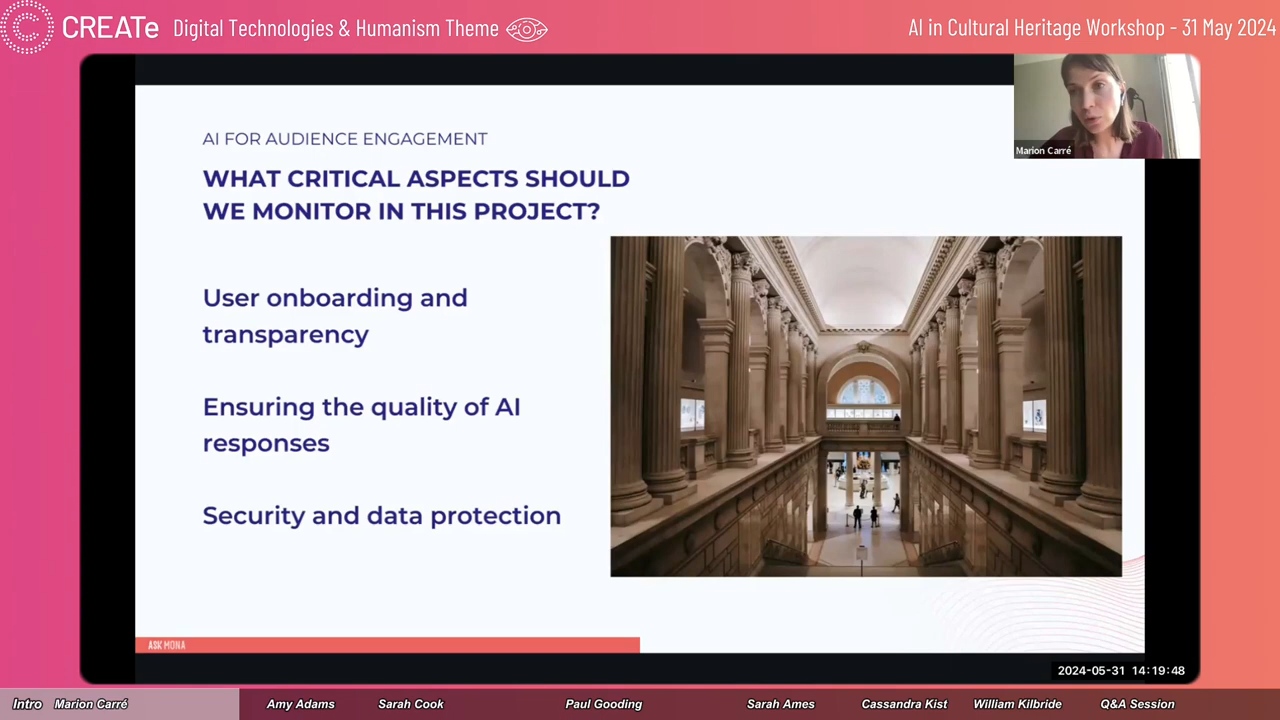 CREATe Digital Technologies & Humanism Theme
AI in Cultural Heritage Workshop - 31 May 2024
Marion Carré
AI FOR AUDIENCE ENGAGEMENT
WHAT CRITICAL ASPECTS SHOULD
WE MONITOR IN THIS PROJECT?
User onboarding and
transparency
Ensuring the quality of AI
responses
Security and data protection
ASK MONA
2024-05-31 14:19:48
Intro Marion Carré Amy Adams Sarah Cook Paul Gooding Sarah Ames Cassandra Kist William Kilbride Q&A Session